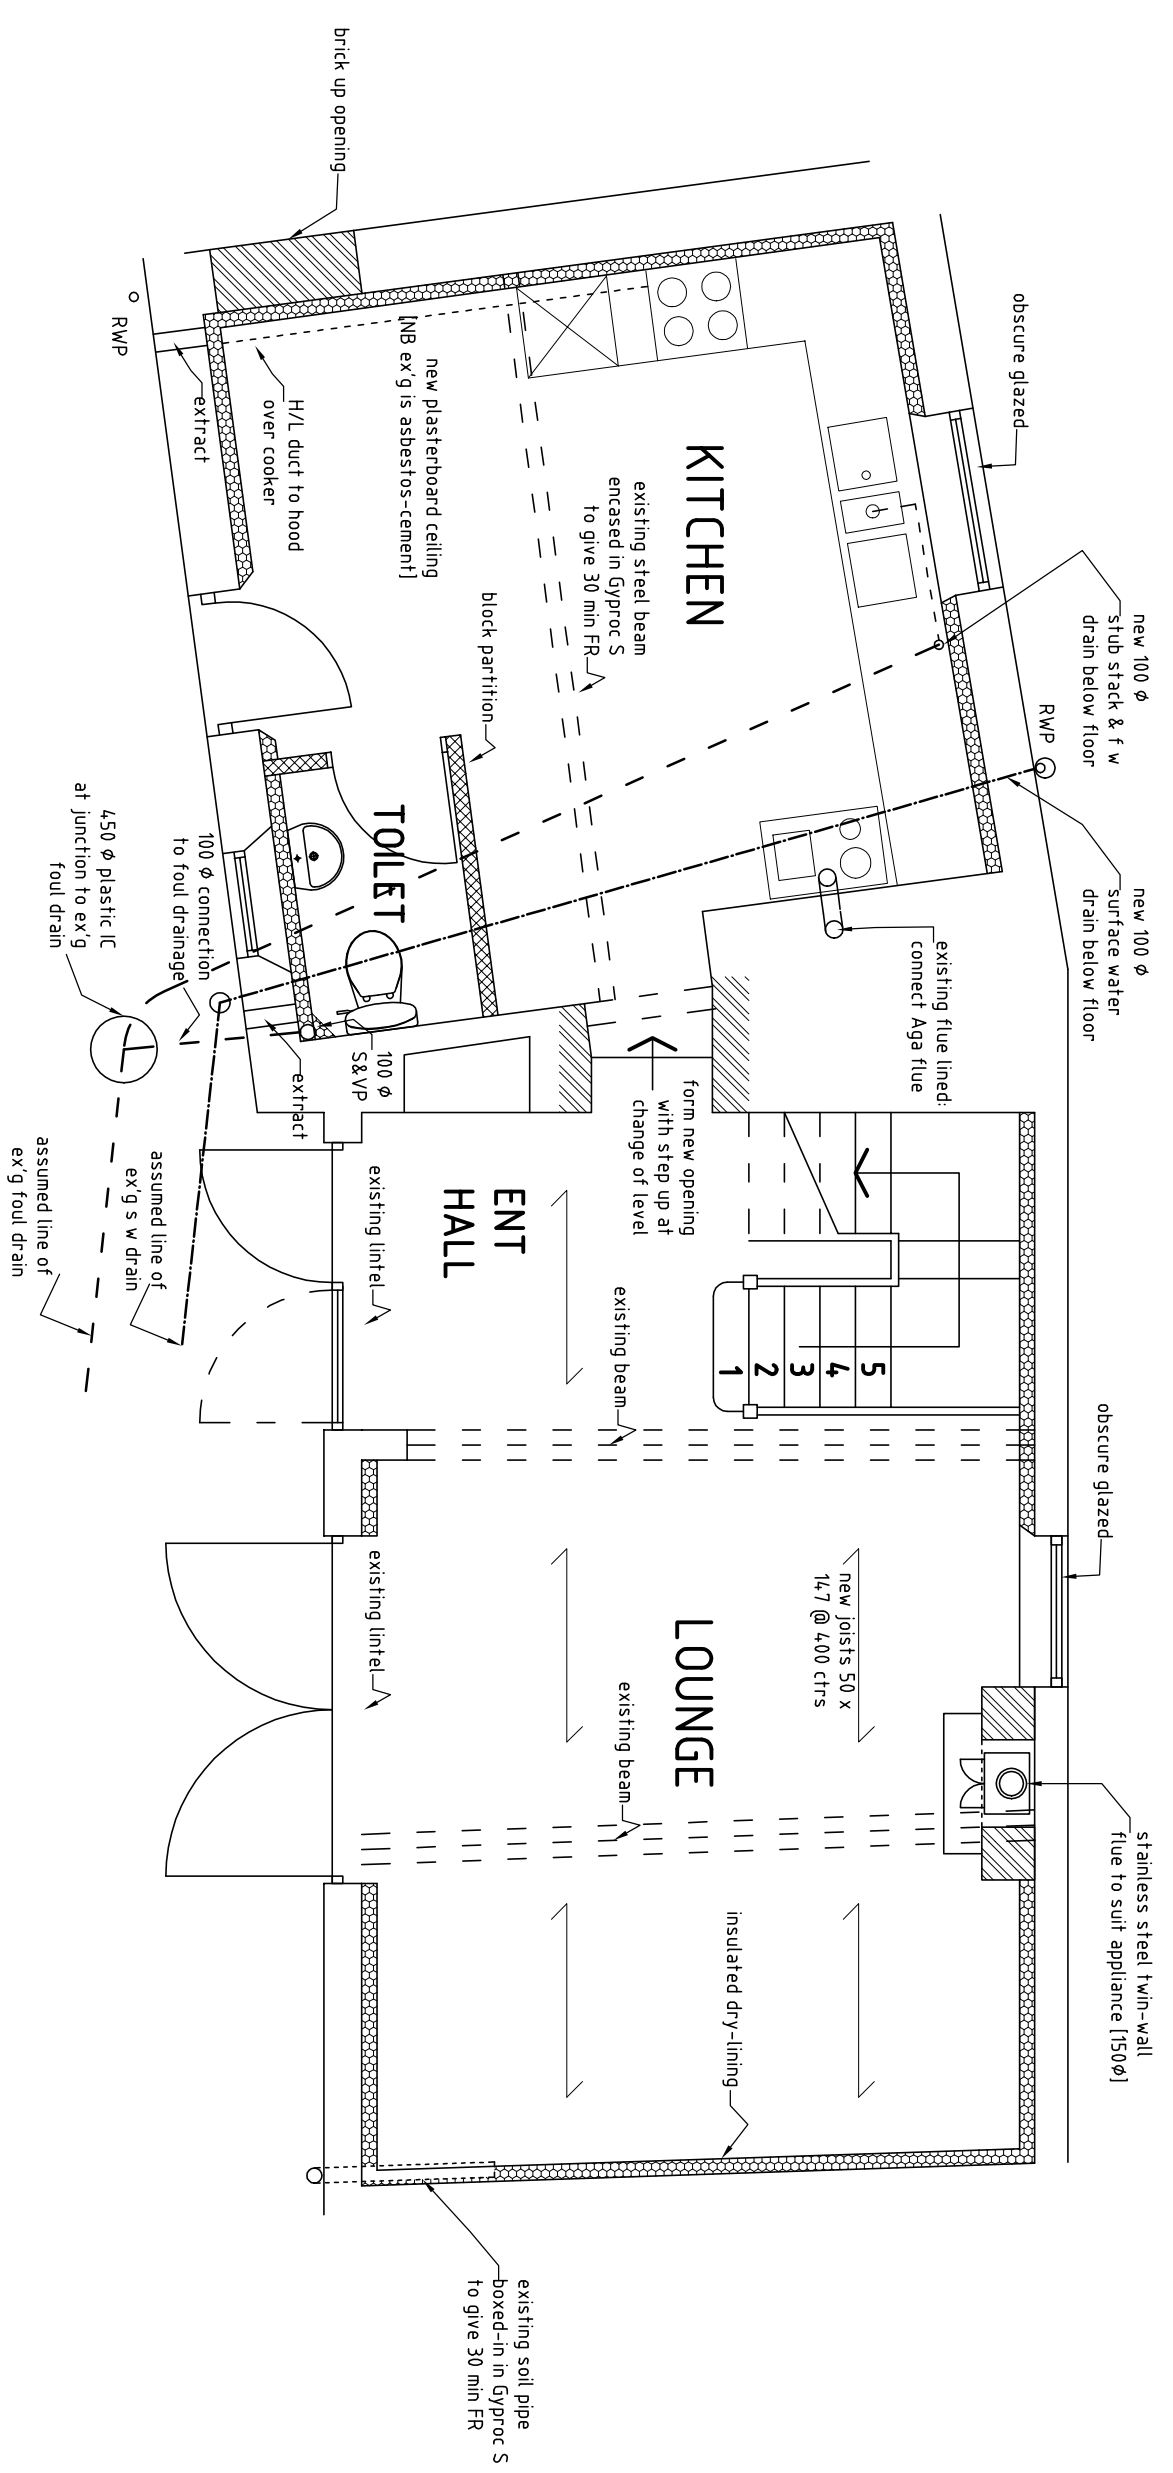 brick up opening
obscure glazed
new 100 ø
stub stack & f w
drain below floor
RWP
new 100 ø
surface water
drain below floor
obscure glazed
stainless steel twin-wall
flue to suit appliance [150ø]
RWP
extract
H/L duct to hood
over cooker
new plasterboard ceiling
[NB ex'g is asbestos-cement]
KITCHEN
existing steel beam
encased in Gyproc S
to give 30 min FR
block partition
TOILET
existing flue lined:
connect Aga flue
form new opening
with step up at
change of level
100 ø
S&VP
extract
100 ø connection
to foul drainage
450 ø plastic IC
at junction to ex'g
foul drain
assumed line of
ex'g s w drain
assumed line of
ex'g foul drain
ENT
HALL
existing lintel
existing beam
1
2
3
4
5
LOUNGE
new joists 50 x
147 @ 400 ctrs
existing lintel
existing beam
insulated dry-lining
existing soil pipe
boxed-in in Gyproc S
to give 30 min FR